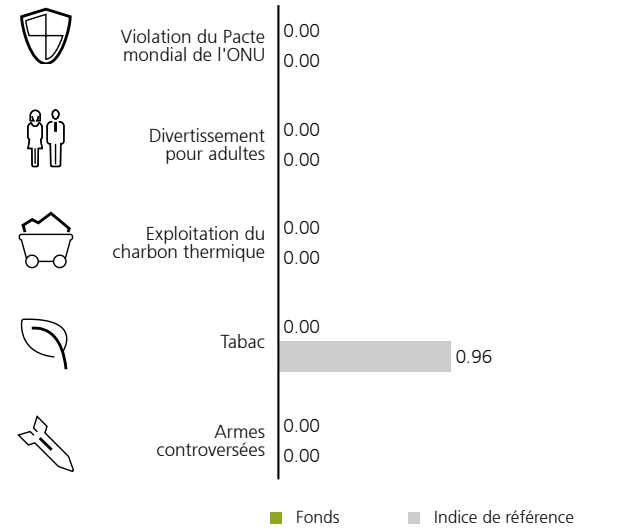 Violation du Pacte
mondial de l'ONU
0.00
0.00
Divertissement
pour adultes
0.00
0.00
Exploitation du
charbon thermique
0.00
0.00
Tabac
0.00
0.96
Armes
controversées
0.00
0.00
Fonds
Indice de référence